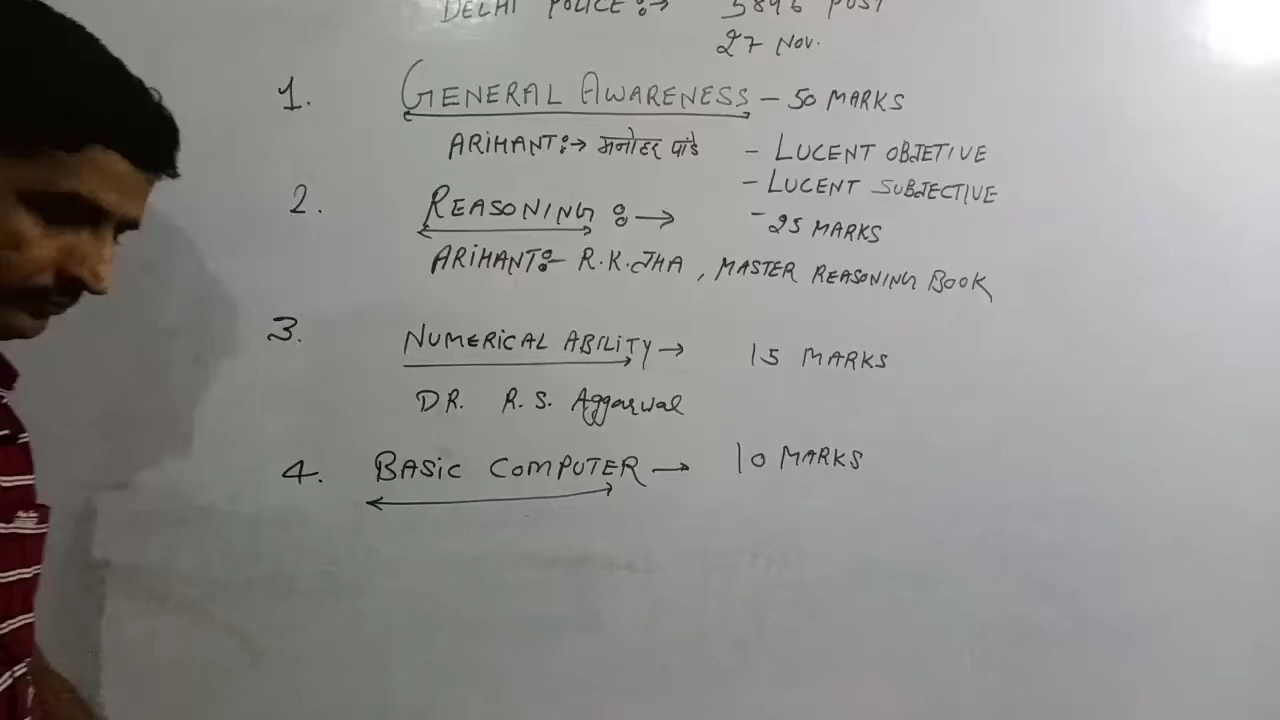 DELHI POLICE :→ 5846 POST
27 NOV.
1. GENERAL AWARENESS – 50 MARKS
ARIHANT :→ मनोहर पांडे – LUCENT OBJETIVE
– LUCENT SUBJECTIVE
2. REASONING :→ – 25 MARKS
ARIHANT :– R.K. JHA , MASTER REASONING BOOK
3. NUMERICAL ABILITY → 15 MARKS
DR. R.S. Aggarwal
4. BASIC COMPUTER → 10 MARKS